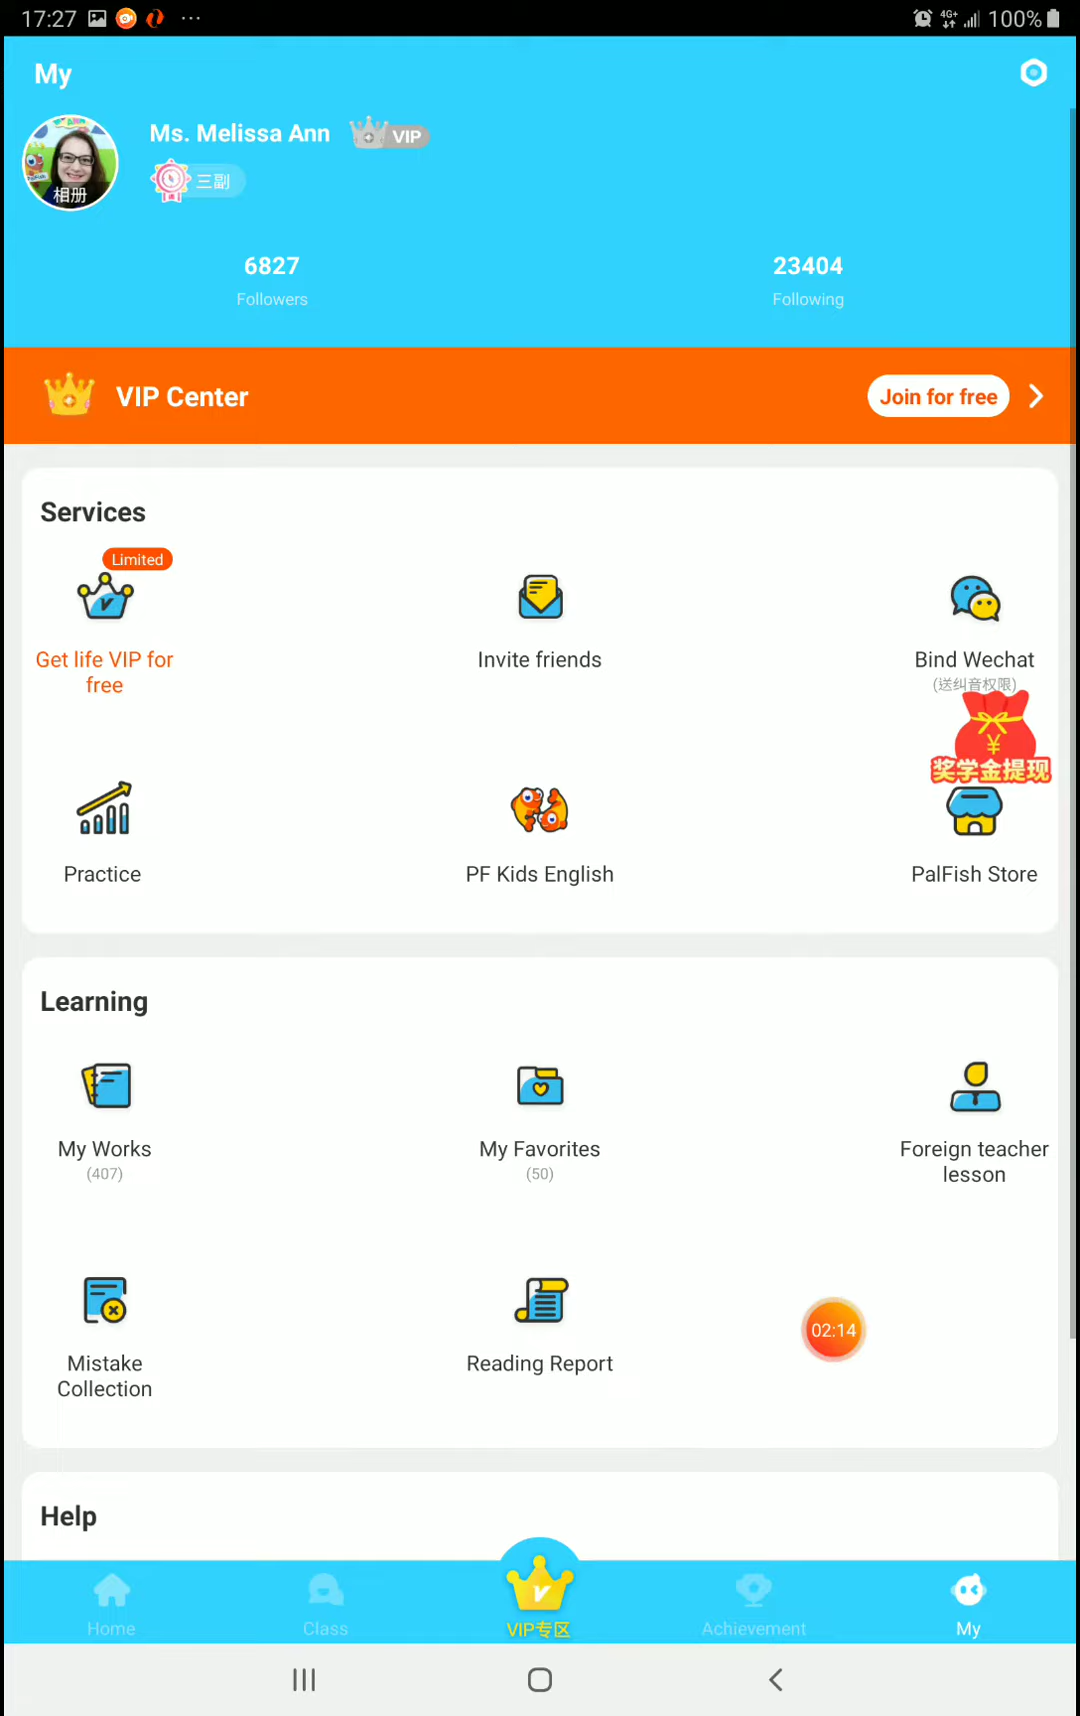 17:27
4G+
100%
My
Ms. Melissa Ann
VIP
相册
三副
6827
Followers
23404
Following
VIP Center
Join for free
Services
Limited
Get life VIP for
free
Invite friends
Bind Wechat
(送纠音权限)
¥
奖学金提现
Practice
PF Kids English
PalFish Store
Learning
My Works
(407)
My Favorites
(50)
Foreign teacher
lesson
Mistake
Collection
Reading Report
02:14
Help
Home
Class
VIP专区
Achievement
My